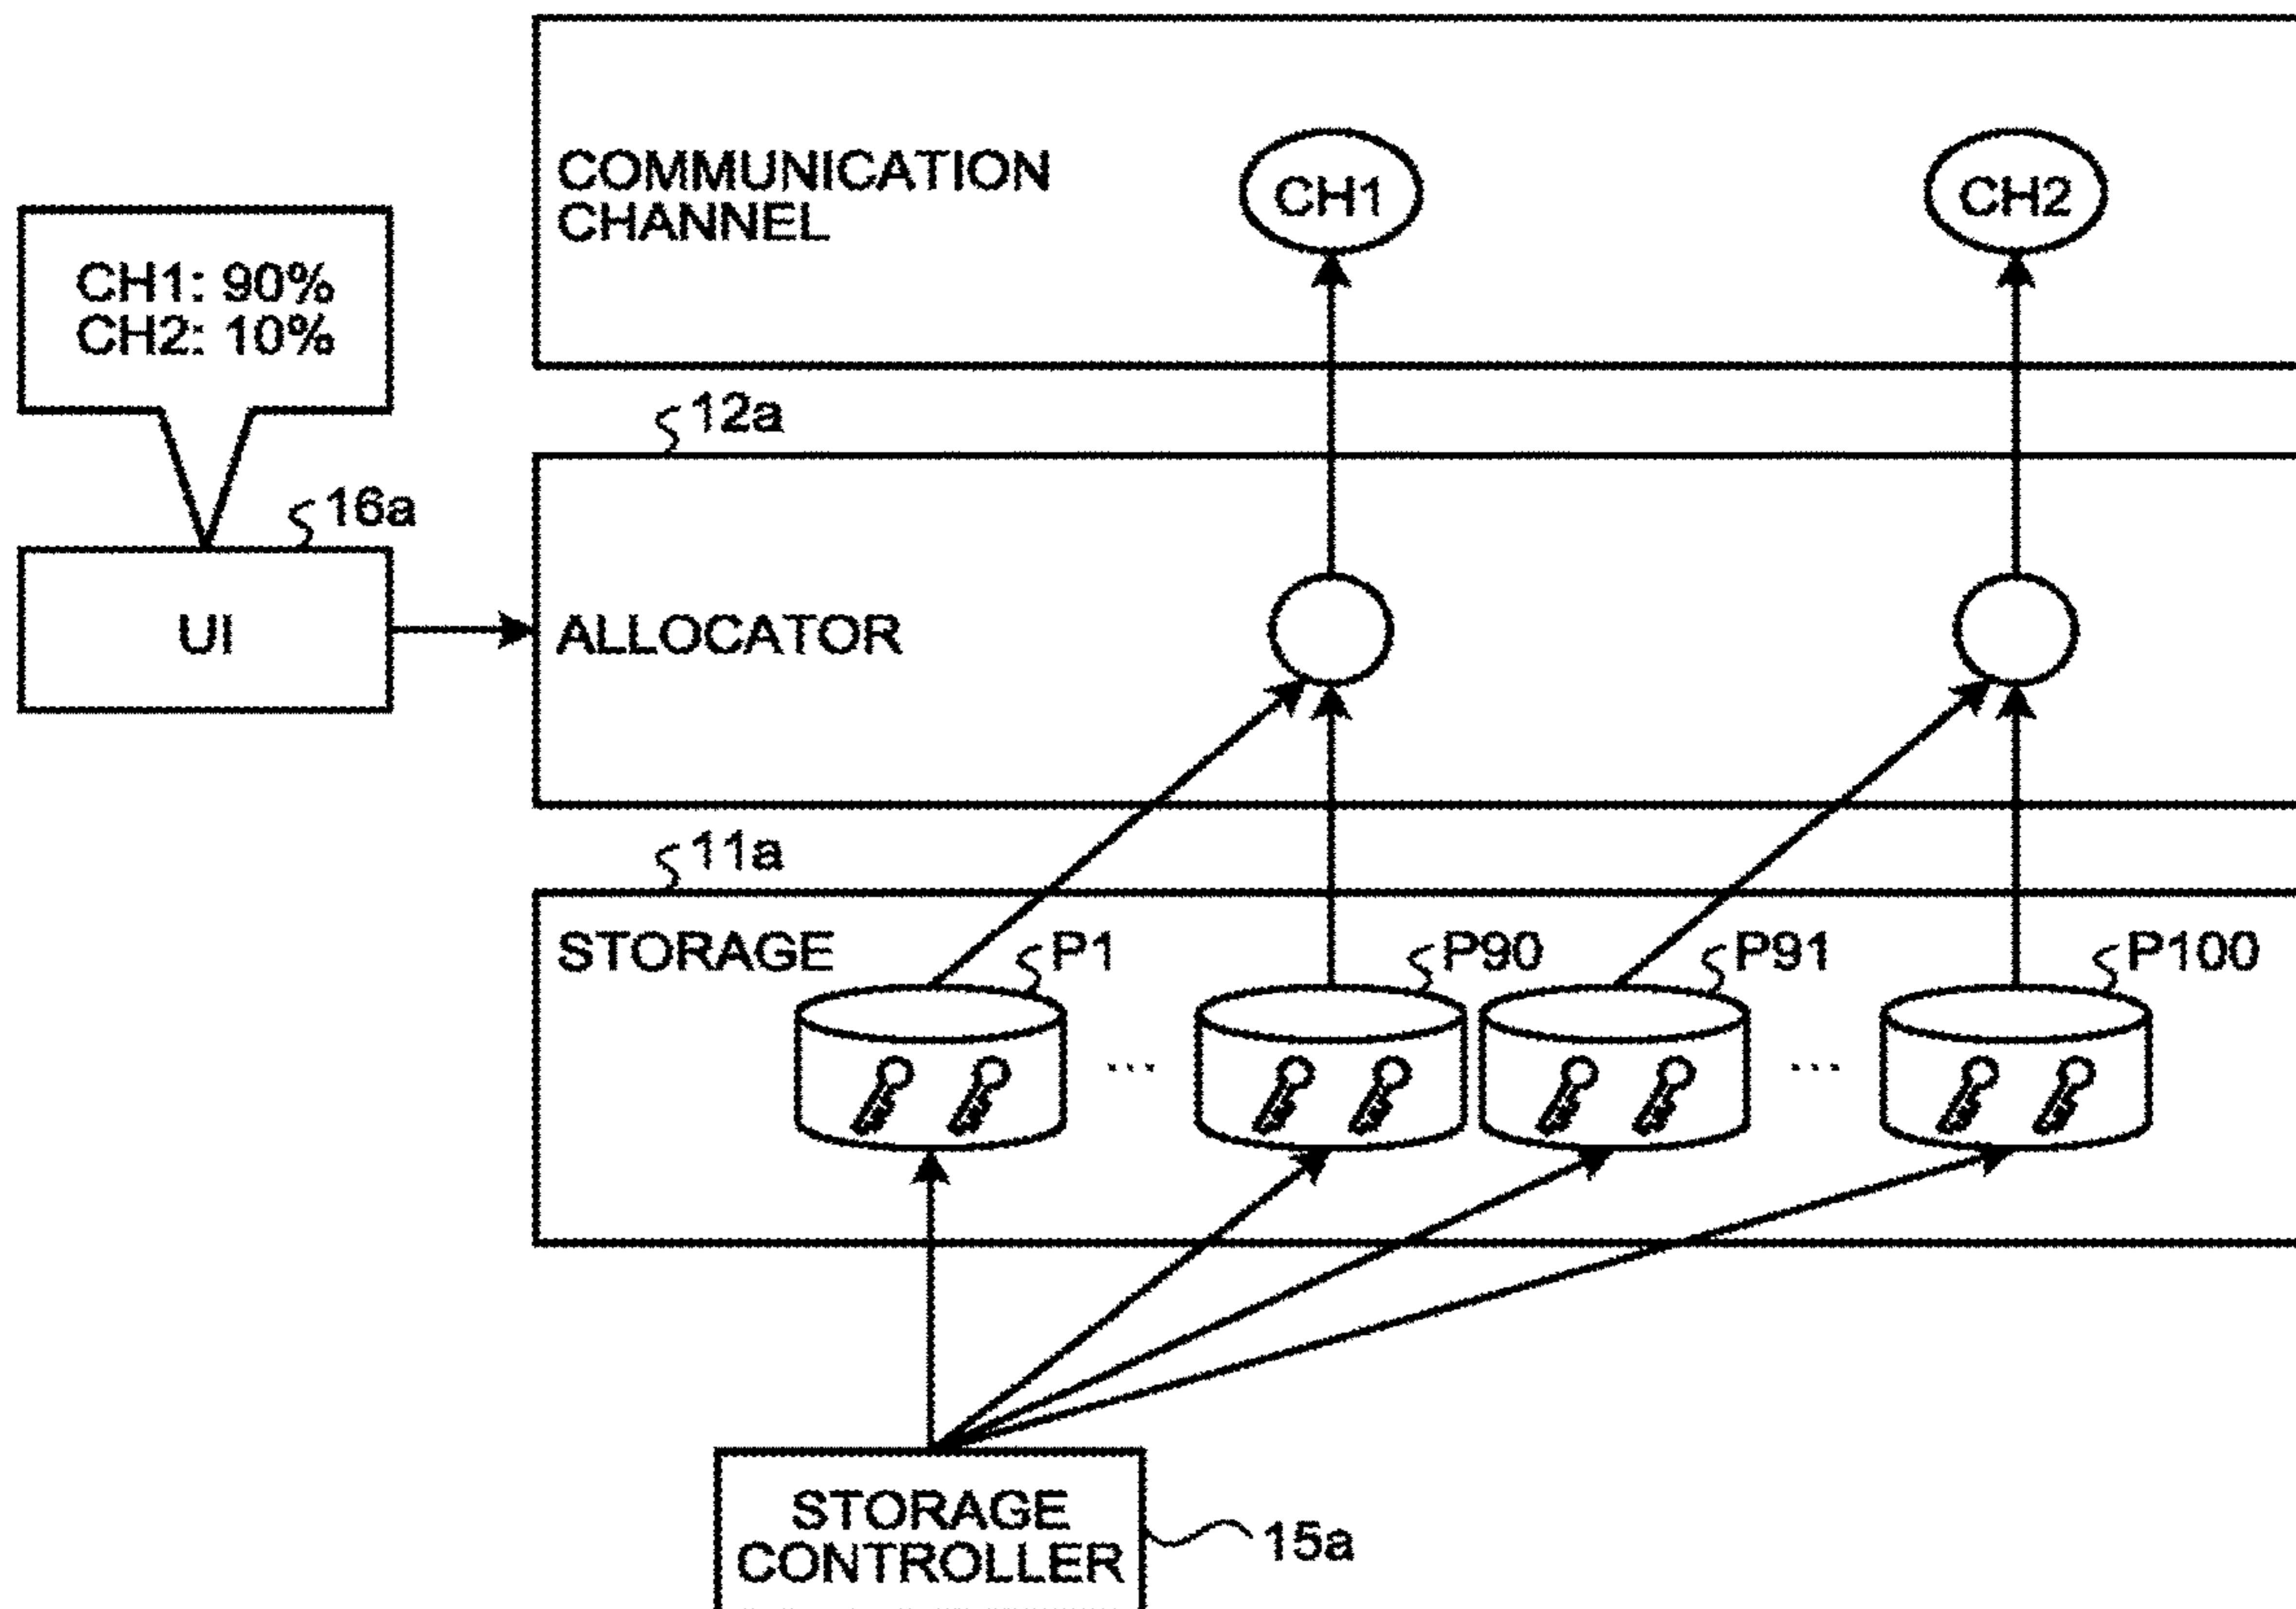 COMMUNICATION
CHANNEL
CH1
CH2
CH1: 90%
CH2: 10%
12a
16a
UI
ALLOCATOR
11a
STORAGE
P1
P90
P91
P100
...
...
STORAGE
CONTROLLER
15a